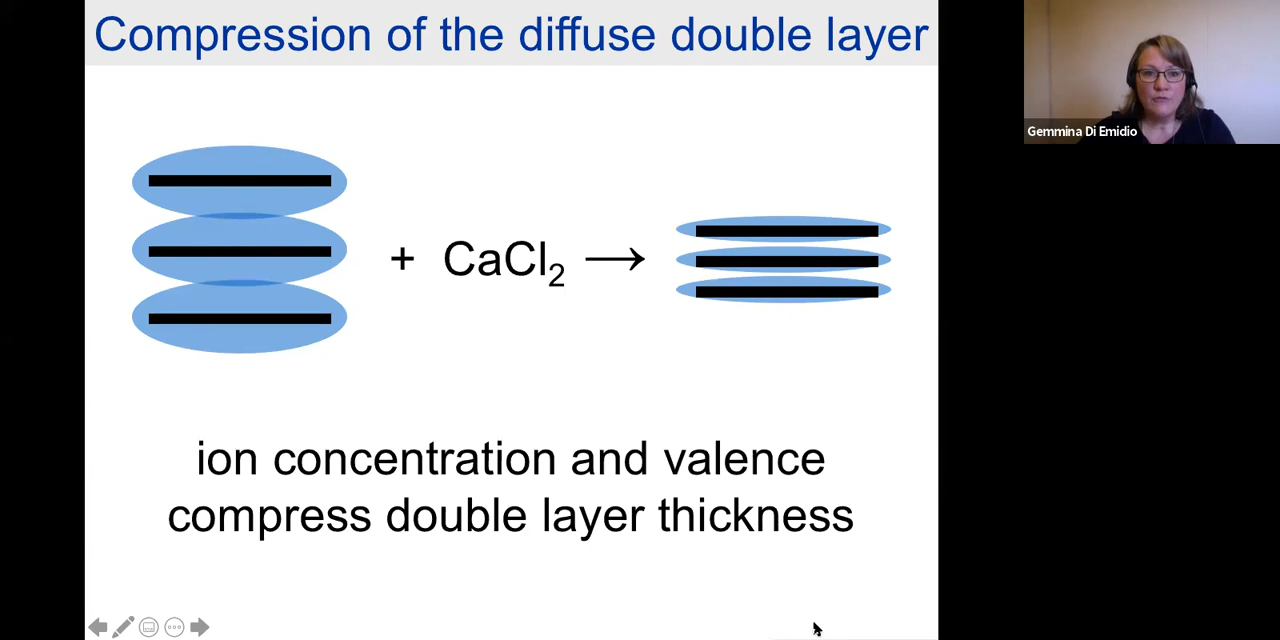 Compression of the diffuse double layer
Gemmina Di Emidio
+ CaCl₂ →
ion concentration and valence
compress double layer thickness